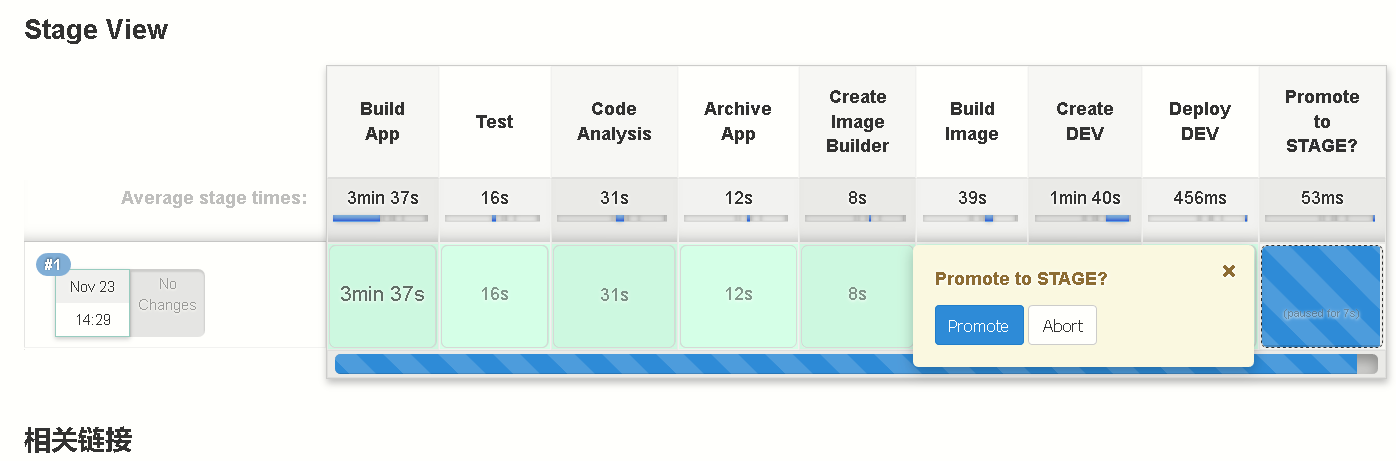 Stage View
Build App
Test
Code Analysis
Archive App
Create Image Builder
Build Image
Create DEV
Deploy DEV
Promote to STAGE?
Average stage times:
3min 37s
16s
31s
12s
8s
39s
1min 40s
456ms
53ms
#1
Nov 23
14:29
No Changes
3min 37s
16s
31s
12s
8s
Promote to STAGE?
Promote
Abort
(paused for 7s)
相关链接